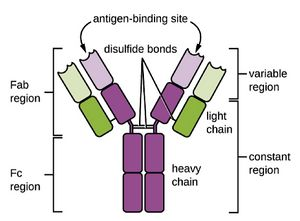 antigen-binding site
disulfide bonds
Fab
region
variable
region
light
chain
Fc
region
heavy
chain
constant
region